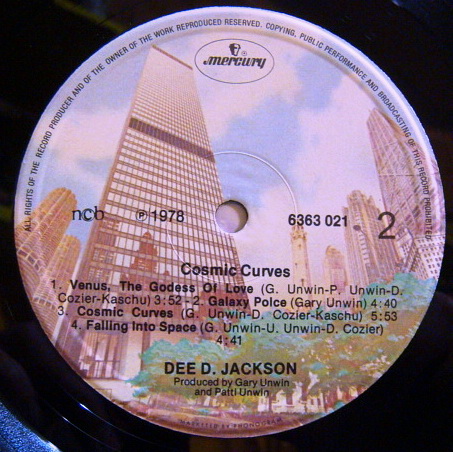 ALL RIGHTS OF THE RECORD PRODUCER AND OF THE OWNER OF THE WORK REPRODUCED RESERVED. COPYING, PUBLIC PERFORMANCE AND BROADCASTING OF THIS RECORD PROHIBITED.
mercury
ncb ℗ 1978 6363 021 2
Cosmic Curves
1. Venus, The Godess Of Love (G. Unwin-P. Unwin-D.
Cozier-Kaschu) 3:52 - 2. Galaxy Polce (Gary Unwin) 4:40
3. Cosmic Curves (G. Unwin-D. Cozier-Kaschu) 5:53
4. Falling Into Space (G. Unwin-U. Unwin-D. Cozier)
4:41
DEE D. JACKSON
Produced by Gary Unwin
and Patti Unwin
MARKETED BY PHONOGRAM